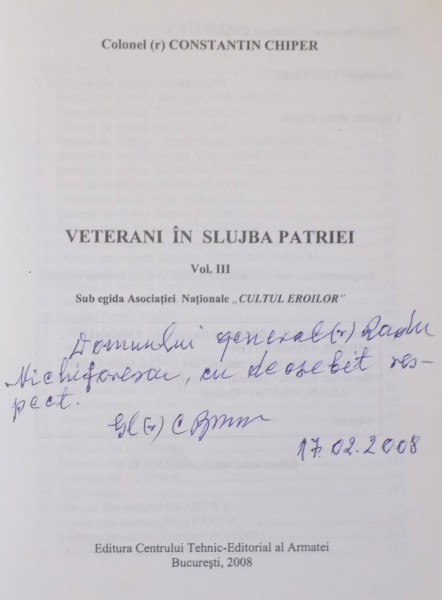 Colonel (r) CONSTANTIN CHIPER
VETERANI ÎN SLUJBA PATRIEI
Vol. III
Sub egida Asociației Naționale „CULTUL EROILOR”
Domnului general (r) Radu
Nichiforescu, cu deosebit res-
pect.
(r) C
17.02.2008
Editura Centrului Tehnic-Editorial al Armatei
București, 2008